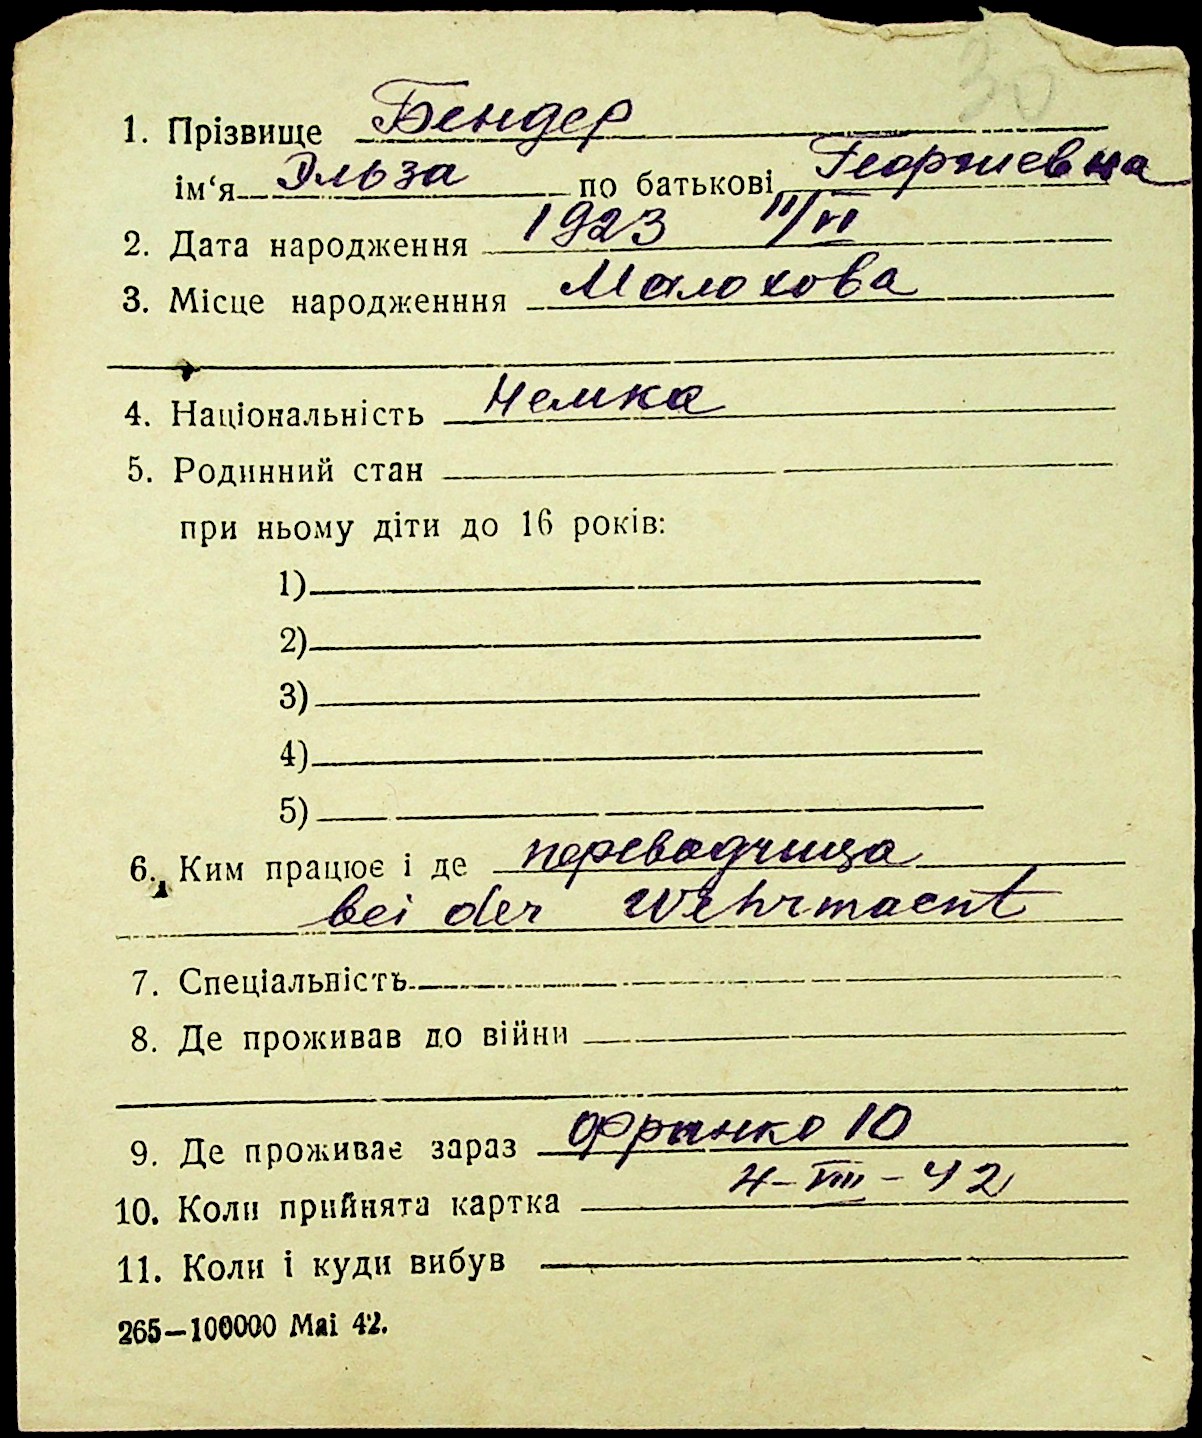 30
1. Прізвище Бендер
ім‘я Эльза по батькові Георгиевна
2. Дата народження 1923 11/VI
3. Місце народженння Малохова
4. Національність Немка
5. Родинний стан
при ньому діти до 16 років:
1)
2)
3)
4)
5)
6. Ким працює і де переводчица
bei der Wehrmacht
7. Спеціальність
8. Де проживав до війни
9. Де проживає зараз Франко 10
10. Коли прийнята картка 4-VIII-42
11. Коли і куди вибув
265—100000 Mai 42.